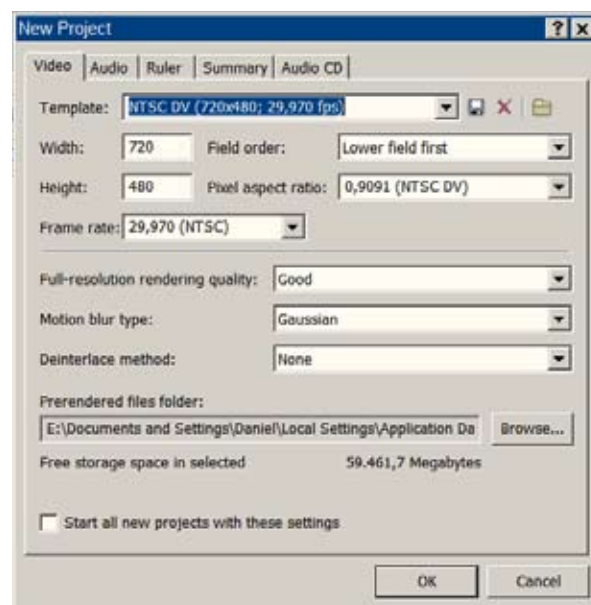 New Project
Video Audio Ruler Summary Audio CD
Template: NTSC DV (720x480; 29,970 fps)
Width: 720 Field order: Lower field first
Height: 480 Pixel aspect ratio: 0,9091 (NTSC DV)
Frame rate: 29,970 (NTSC)
Full-resolution rendering quality: Good
Motion blur type: Gaussian
Deinterlace method: None
Prerendered files folder:
E:\Documents and Settings\Daniel\Local Settings\Application Da Browse...
Free storage space in selected 59.461,7 Megabytes
Start all new projects with these settings
OK Cancel